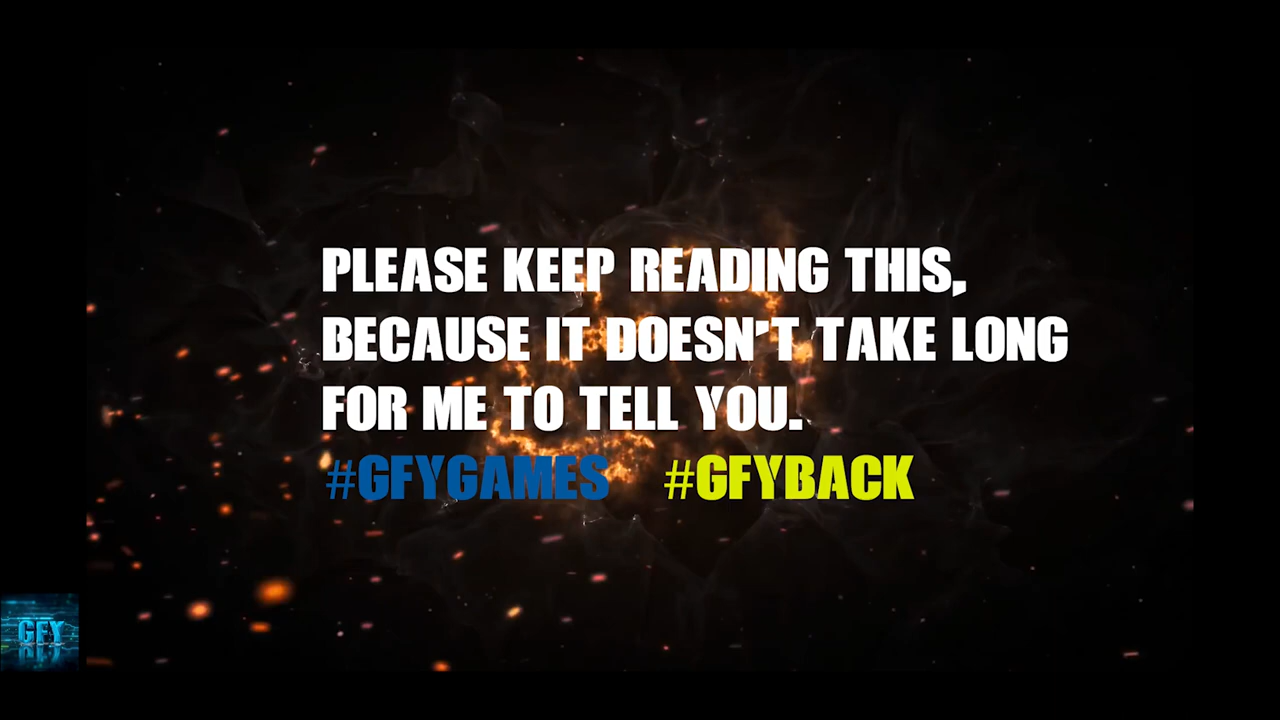 PLEASE KEEP READING THIS,
BECAUSE IT DOESN'T TAKE LONG
FOR ME TO TELL YOU.
#GFYGAMES #GFYBACK
GFY